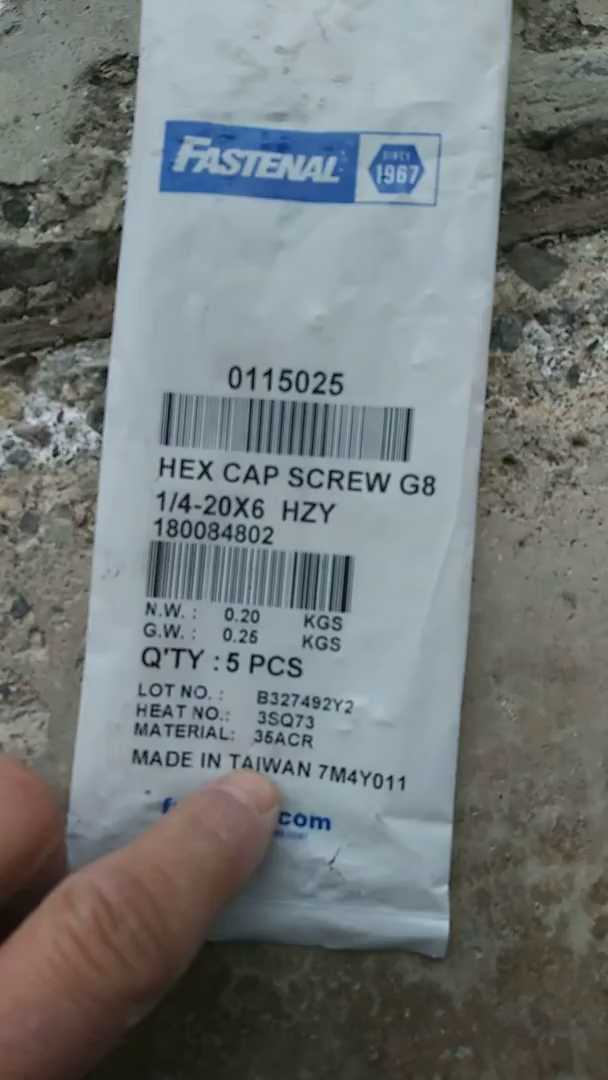 FASTENAL
SINCE
1967
0115025
HEX CAP SCREW G8
1/4-20X6 HZY
180084802
N.W. : 0.20 KGS
G.W. : 0.25 KGS
Q'TY : 5 PCS
LOT NO. : B327492Y2
HEAT NO.: 3SQ73
MATERIAL: 35ACR
MADE IN TAIWAN 7M4Y011
.com